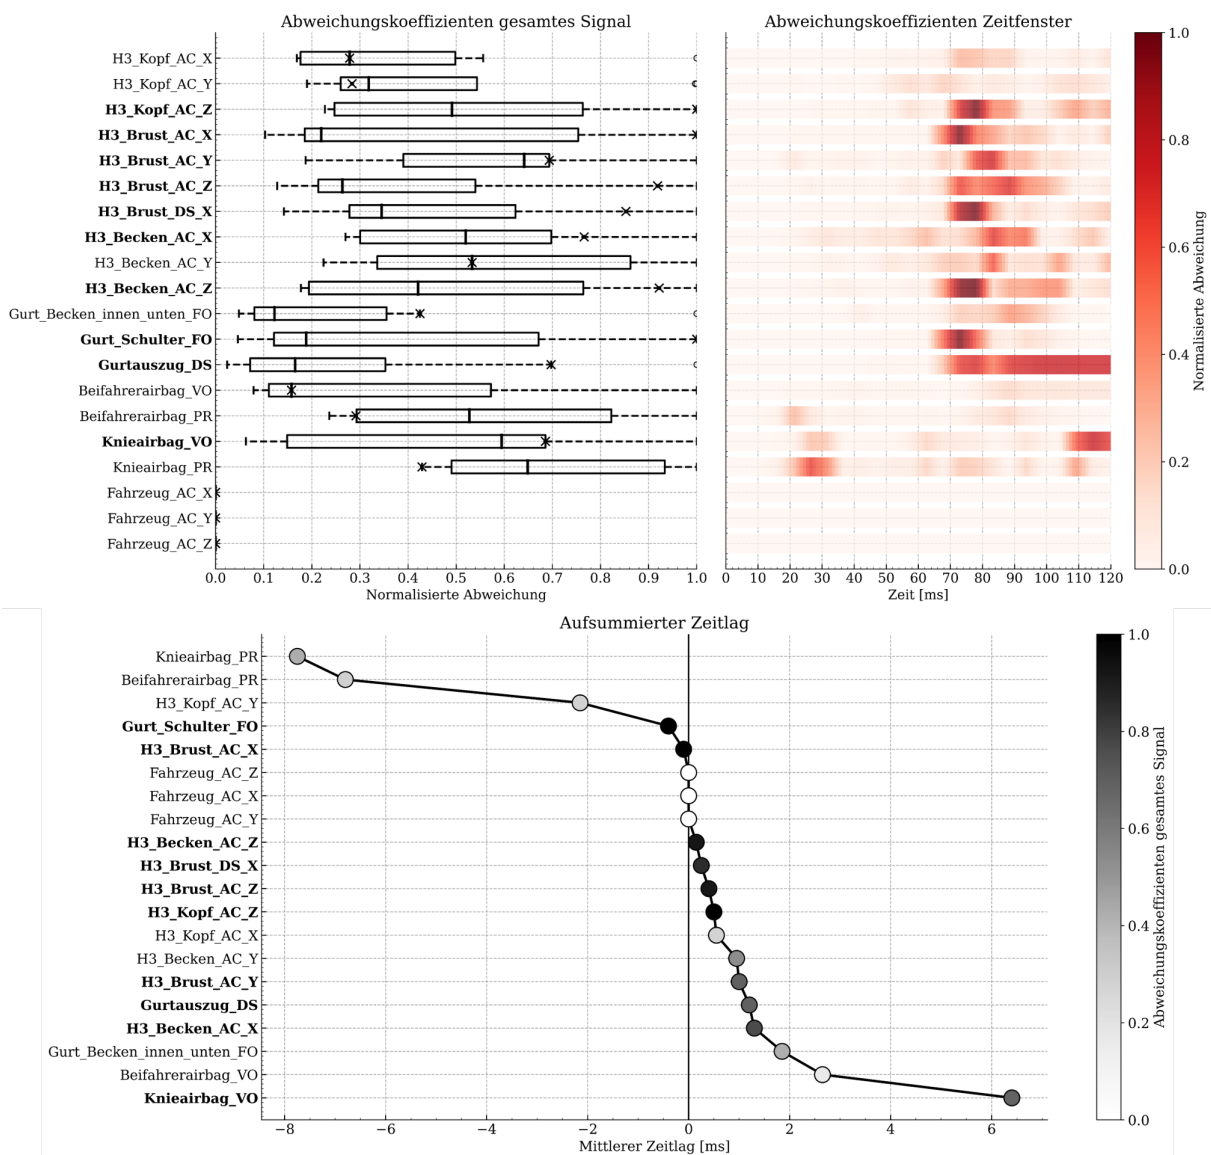 Abweichungskoeffizienten gesamtes Signal
H3_Kopf_AC_X
H3_Kopf_AC_Y
H3_Kopf_AC_Z
H3_Brust_AC_X
H3_Brust_AC_Y
H3_Brust_AC_Z
H3_Brust_DS_X
H3_Becken_AC_X
H3_Becken_AC_Y
H3_Becken_AC_Z
Gurt_Becken_innen_unten_FO
Gurt_Schulter_FO
Gurtauszug_DS
Beifahrerairbag_VO
Beifahrerairbag_PR
Knieairbag_VO
Knieairbag_PR
Fahrzeug_AC_X
Fahrzeug_AC_Y
Fahrzeug_AC_Z
0.0 0.1 0.2 0.3 0.4 0.5 0.6 0.7 0.8 0.9 1.0
Normalisierte Abweichung
Abweichungskoeffizienten Zeitfenster
0 10 20 30 40 50 60 70 80 90 100 110 120
Zeit [ms]
1.0
0.8
0.6
0.4
0.2
0.0
Normalisierte Abweichung
Aufsummierter Zeitlag
Knieairbag_PR
Beifahrerairbag_PR
H3_Kopf_AC_Y
Gurt_Schulter_FO
H3_Brust_AC_X
Fahrzeug_AC_Z
Fahrzeug_AC_X
Fahrzeug_AC_Y
H3_Becken_AC_Z
H3_Brust_DS_X
H3_Brust_AC_Z
H3_Kopf_AC_Z
H3_Kopf_AC_X
H3_Becken_AC_Y
H3_Brust_AC_Y
Gurtauszug_DS
H3_Becken_AC_X
Gurt_Becken_innen_unten_FO
Beifahrerairbag_VO
Knieairbag_VO
−8 −6 −4 −2 0 2 4 6
Mittlerer Zeitlag [ms]
1.0
0.8
0.6
0.4
0.2
0.0
Abweichungskoeffizienten gesamtes Signal